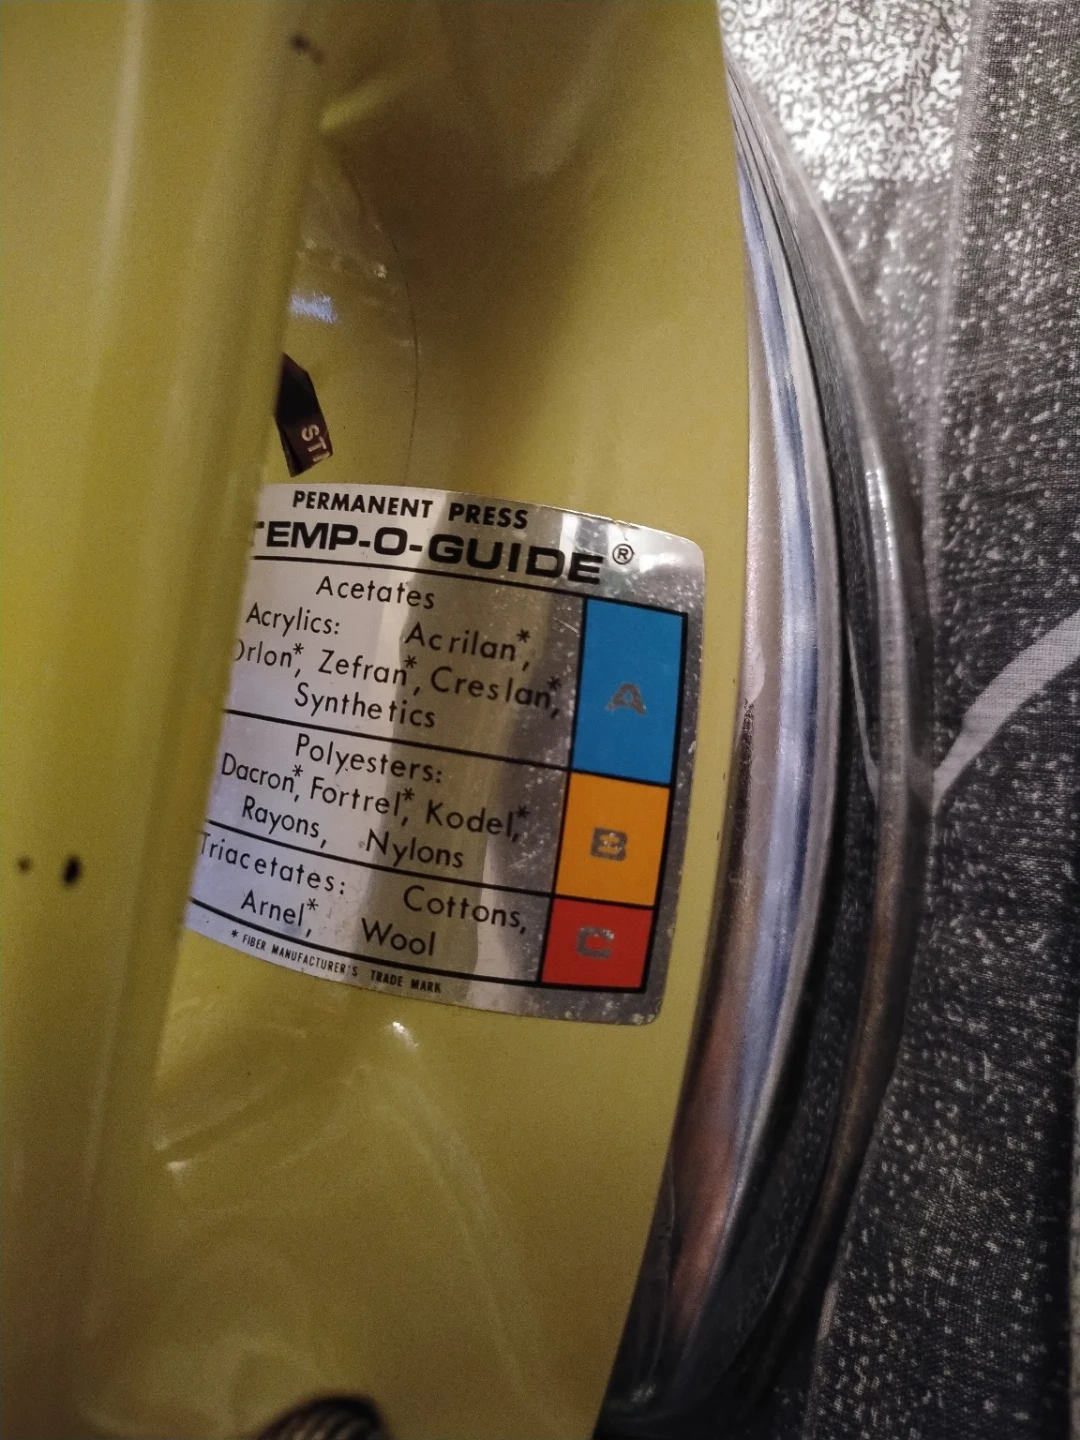 STI
PERMANENT PRESS
TEMP-O-GUIDE®
Acetates
Acrylics: Acrilan*,
Orlon*, Zefran*, Creslan*,
Synthetics
A
Polyesters:
Dacron*, Fortrel*, Kodel*,
Rayons, Nylons
B
Triacetates: Cottons,
Arnel*, Wool
C
* FIBER MANUFACTURER'S TRADE MARK